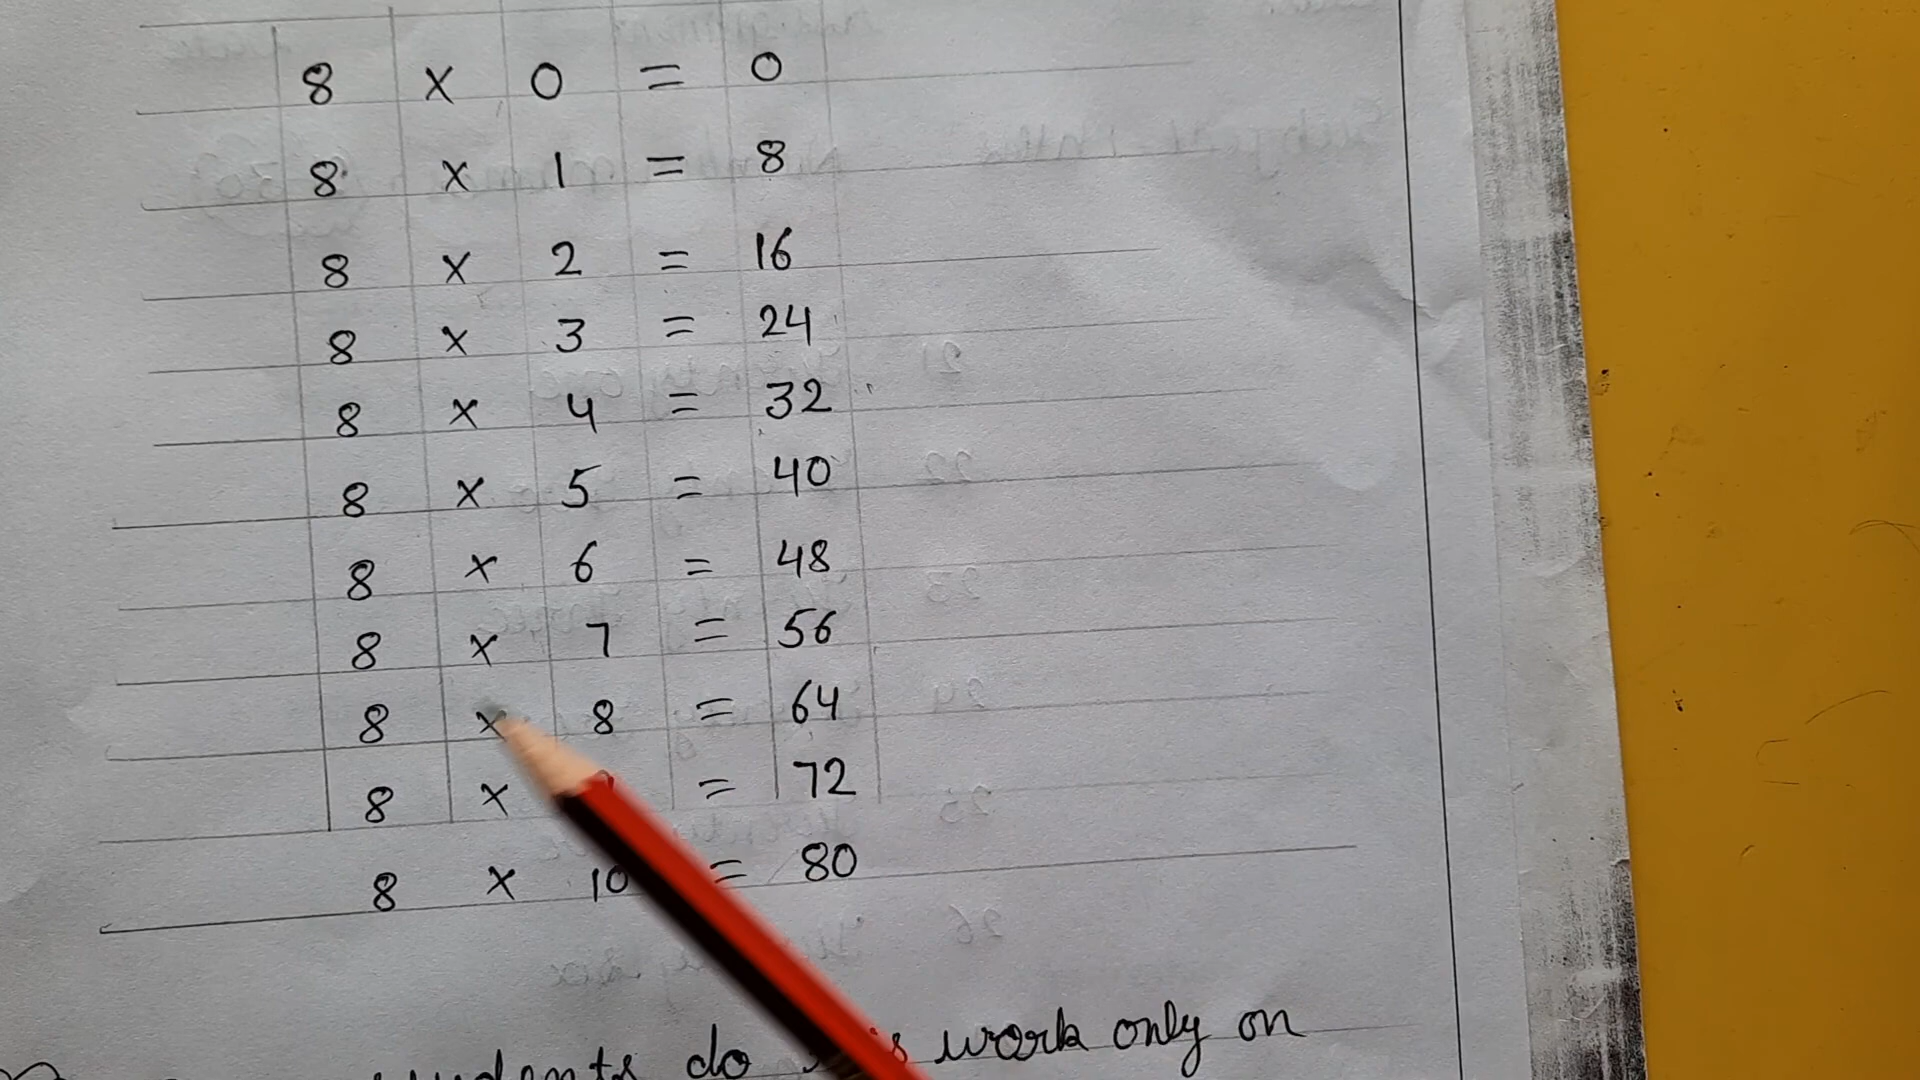 8 × 0 = 0
8 × 1 = 8
8 × 2 = 16
8 × 3 = 24
8 × 4 = 32
8 × 5 = 40
8 × 6 = 48
8 × 7 = 56
8 × 8 = 64
8 × = 72
8 × 10 = 80
do work only on